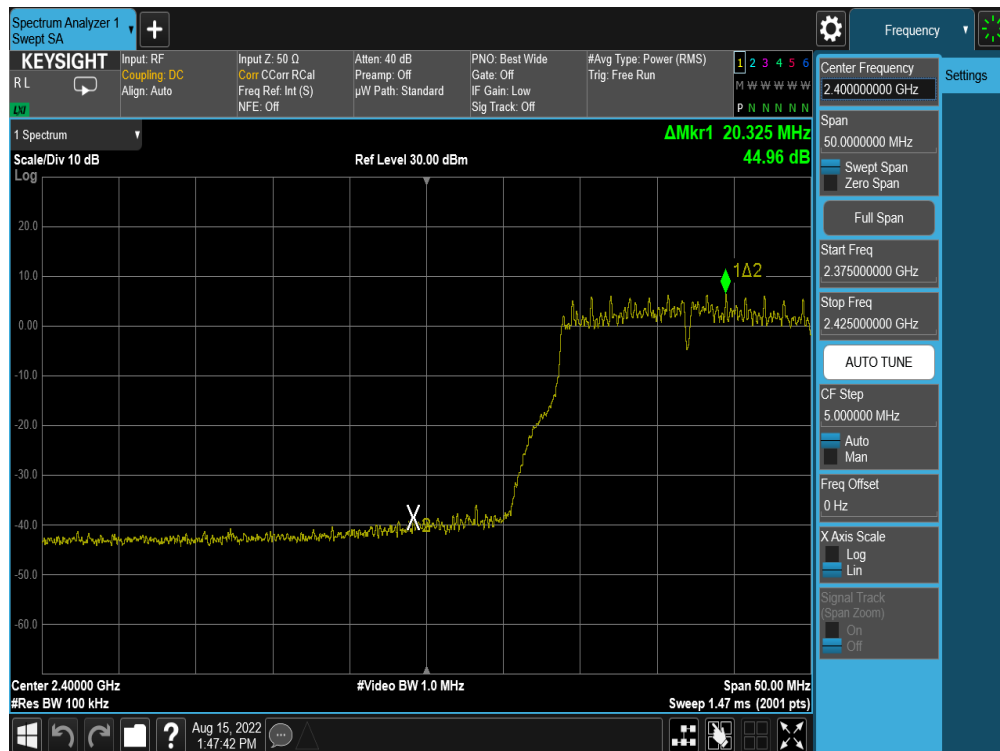 Spectrum Analyzer 1
Swept SA
Frequency
KEYSIGHT
R L
LXI
Input: RF
Coupling: DC
Align: Auto
Input Z: 50 Ω
Corr CCorr RCal
Freq Ref: Int (S)
NFE: Off
Atten: 40 dB
Preamp: Off
µW Path: Standard
PNO: Best Wide
Gate: Off
IF Gain: Low
Sig Track: Off
#Avg Type: Power (RMS)
Trig: Free Run
1 2 3 4 5 6
M W W W W W
P N N N N N
1 Spectrum
Scale/Div 10 dB
Log
Ref Level 30.00 dBm
ΔMkr1 20.325 MHz
44.96 dB
20.0
10.0
0.00
-10.0
-20.0
-30.0
-40.0
-50.0
-60.0
1Δ2
X2
Center 2.40000 GHz
#Res BW 100 kHz
#Video BW 1.0 MHz
Span 50.00 MHz
Sweep 1.47 ms (2001 pts)
Aug 15, 2022
1:47:42 PM
Center Frequency
2.400000000 GHz
Span
50.0000000 MHz
Swept Span
Zero Span
Full Span
Start Freq
2.375000000 GHz
Stop Freq
2.425000000 GHz
AUTO TUNE
CF Step
5.000000 MHz
Auto
Man
Freq Offset
0 Hz
X Axis Scale
Log
Lin
Signal Track
(Span Zoom)
On
Off
Settings